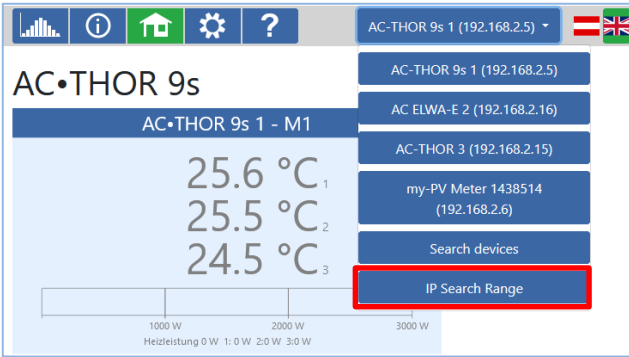 ?
AC-THOR 9s 1 (192.168.2.5)
AC•THOR 9s
AC•THOR 9s 1 - M1
25.6 °C 1
25.5 °C 2
24.5 °C 3
1000 W 2000 W 3000 W
Heizleistung 0 W 1: 0 W 2:0 W 3:0 W
AC-THOR 9s 1 (192.168.2.5)
AC ELWA-E 2 (192.168.2.16)
AC-THOR 3 (192.168.2.15)
my-PV Meter 1438514
(192.168.2.6)
Search devices
IP Search Range